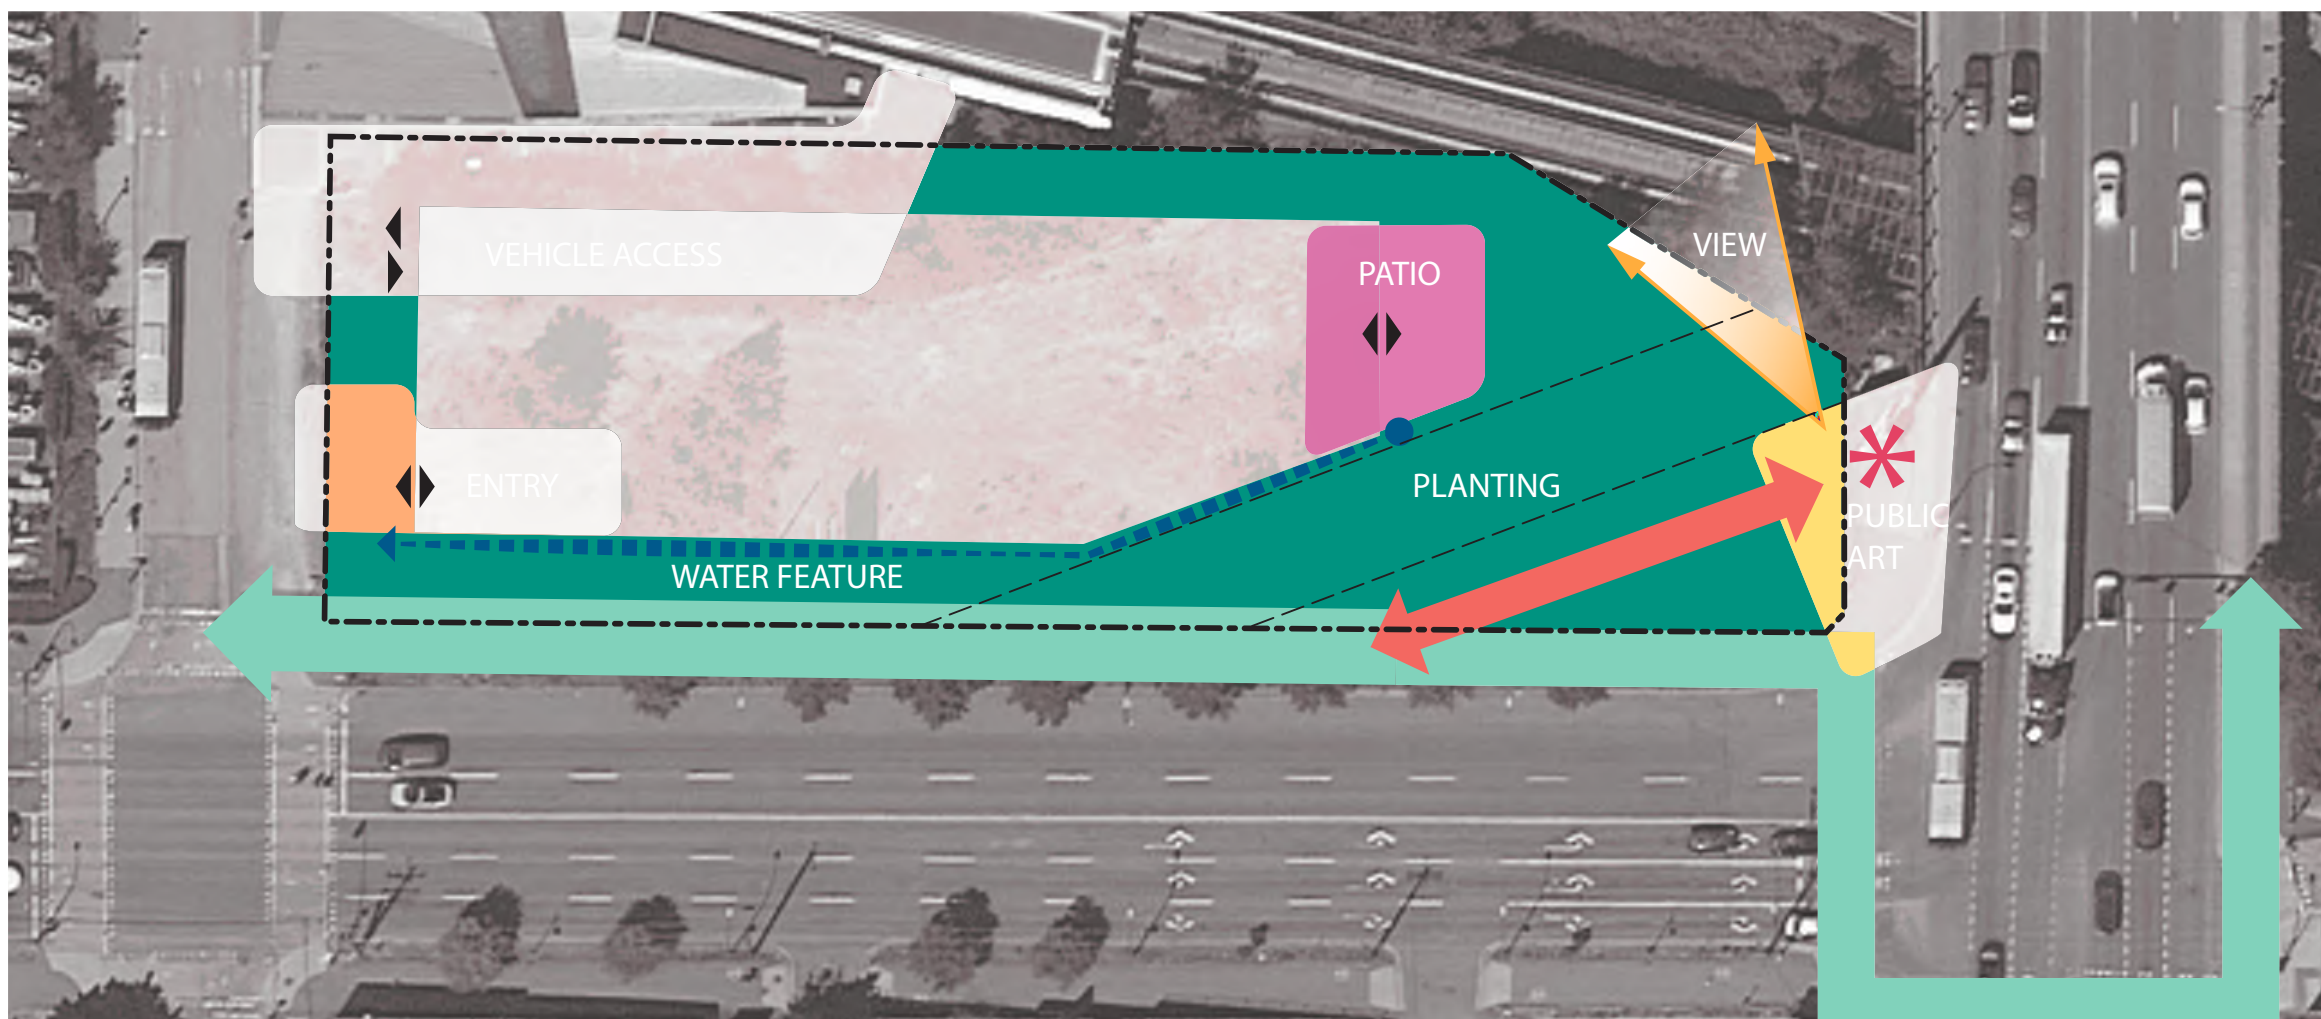 VEHICLE ACCESS
VIEW
PATIO
ENTRY
PLANTING
PUBLIC
ART
WATER FEATURE